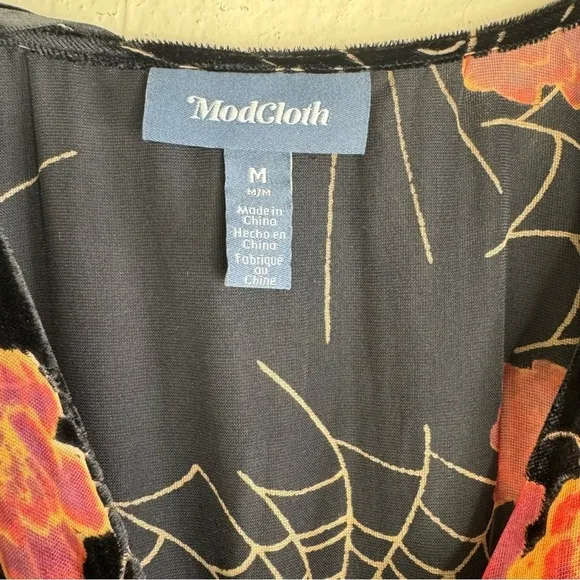 ModCloth
M
M/M
Made in
China
Hecho en
China
Fabriqué
au
Chine